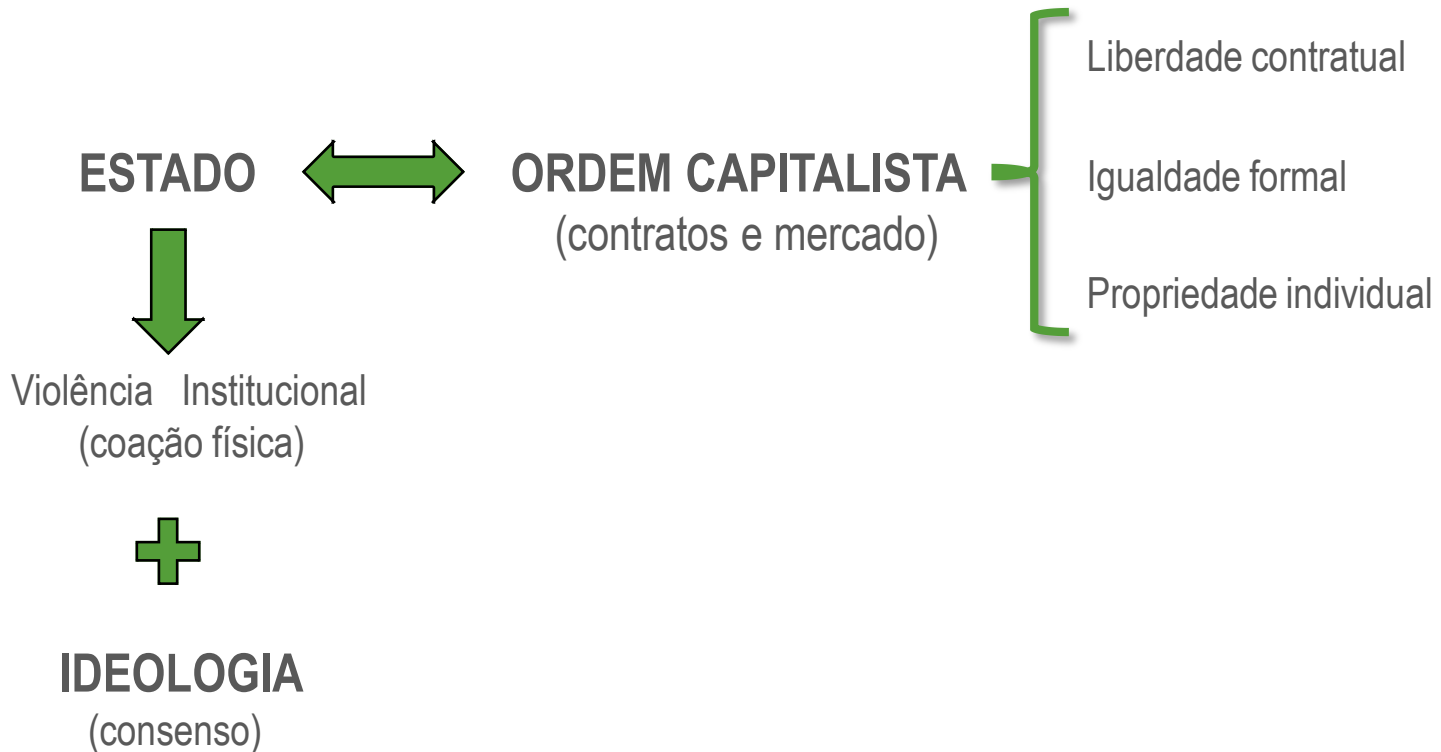 ESTADO
ORDEM CAPITALISTA
(contratos e mercado)
Liberdade contratual
Igualdade formal
Propriedade individual
Violência Institucional
(coação física)
IDEOLOGIA
(consenso)